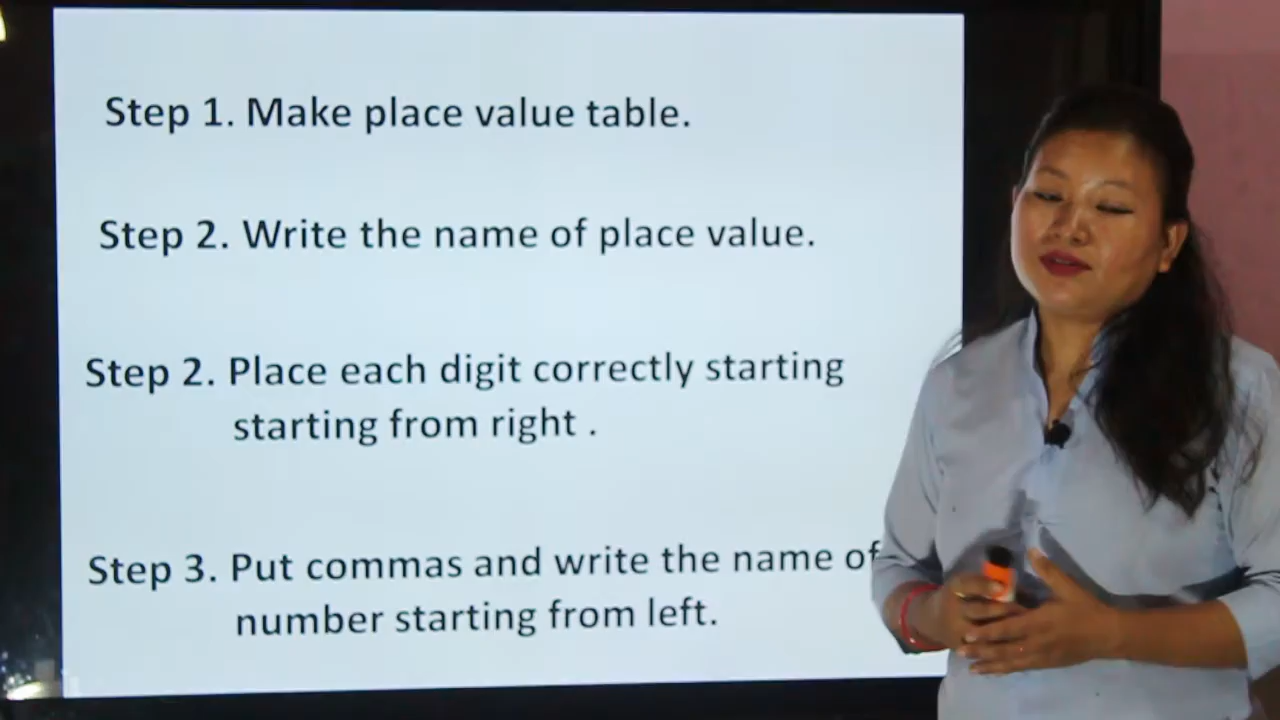 Step 1. Make place value table.
Step 2. Write the name of place value.
Step 2. Place each digit correctly starting
starting from right .
Step 3. Put commas and write the name of
number starting from left.